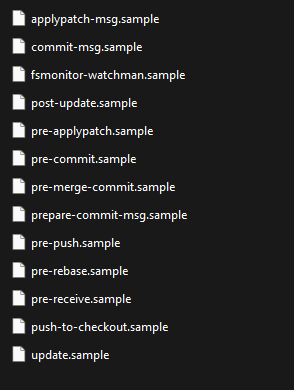 applypatch-msg.sample
commit-msg.sample
fsmonitor-watchman.sample
post-update.sample
pre-applypatch.sample
pre-commit.sample
pre-merge-commit.sample
prepare-commit-msg.sample
pre-push.sample
pre-rebase.sample
pre-receive.sample
push-to-checkout.sample
update.sample